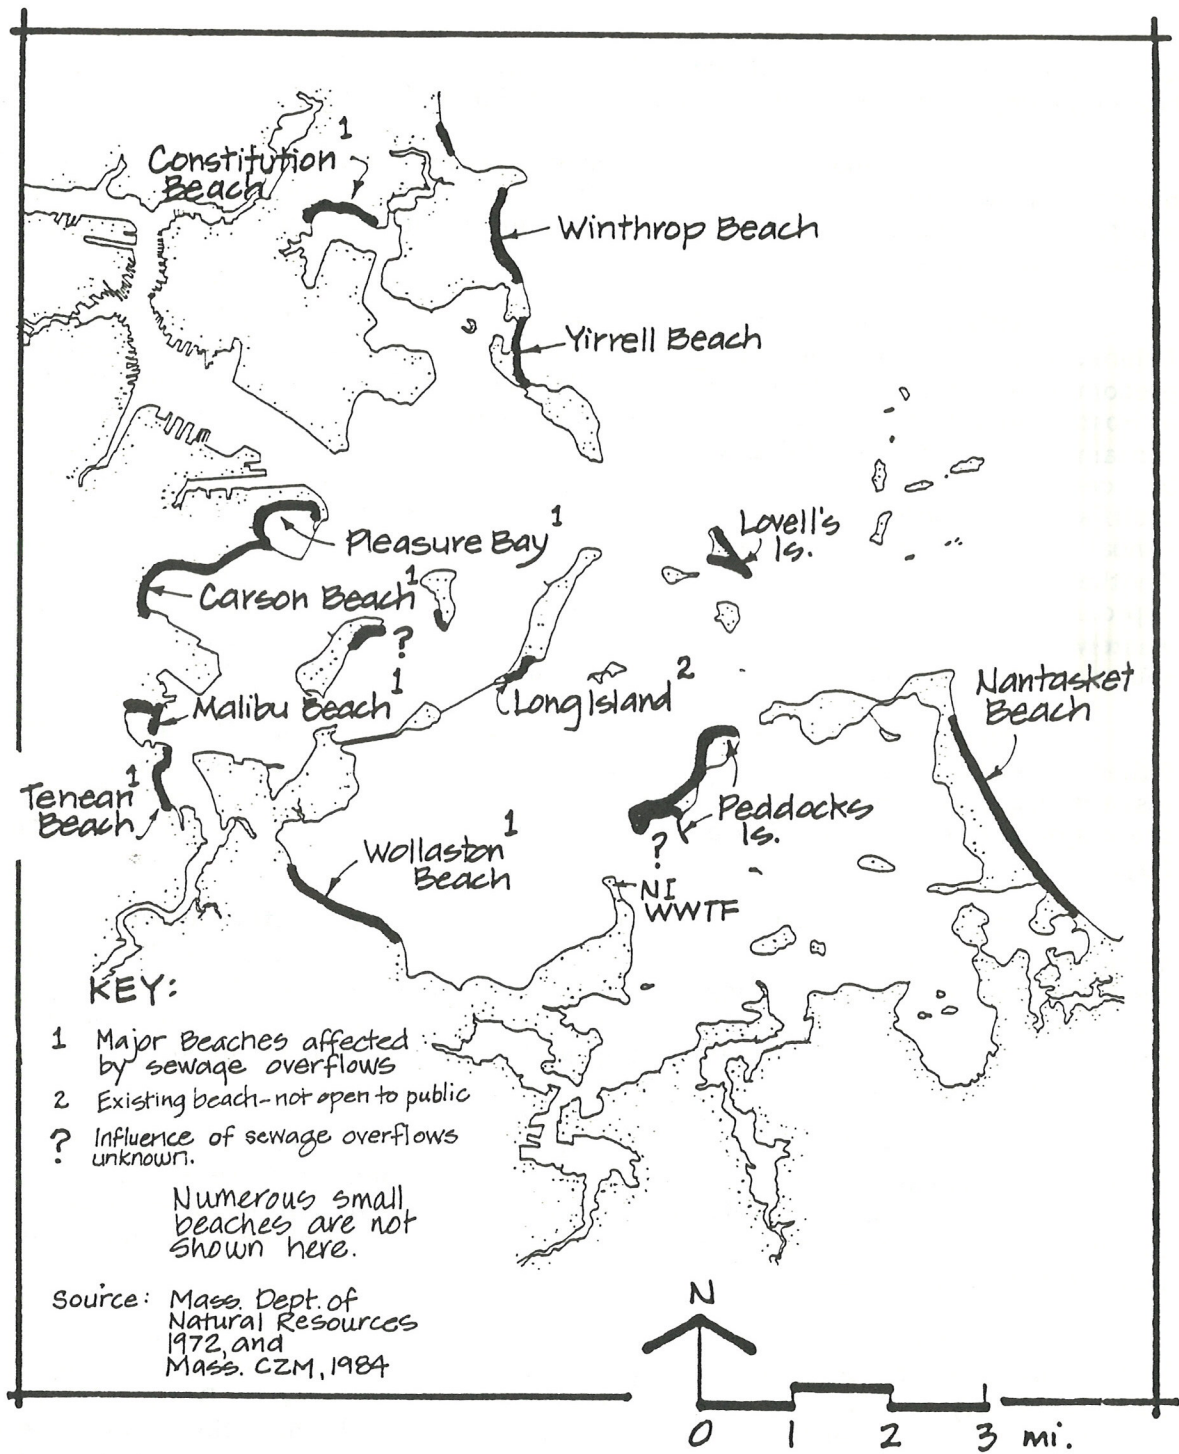 1
Constitution
Beach
Winthrop Beach
Yirrell Beach
Pleasure Bay 1
Lovell's
Is.
Carson Beach 1
?
Malibu Beach 1
Long Island 2
Nantasket
Beach
Tenean 1
Beach
Peddocks
Is.
?
Wollaston 1
Beach
NI
WWTF
KEY:
1 Major Beaches affected
by sewage overflows
2 Existing beach-not open to public
? Influence of sewage overflows
unknown.
Numerous small
beaches are not
shown here.
Source: Mass. Dept. of
Natural Resources
1972, and
Mass. CZM, 1984
N
0 1 2 3 mi.